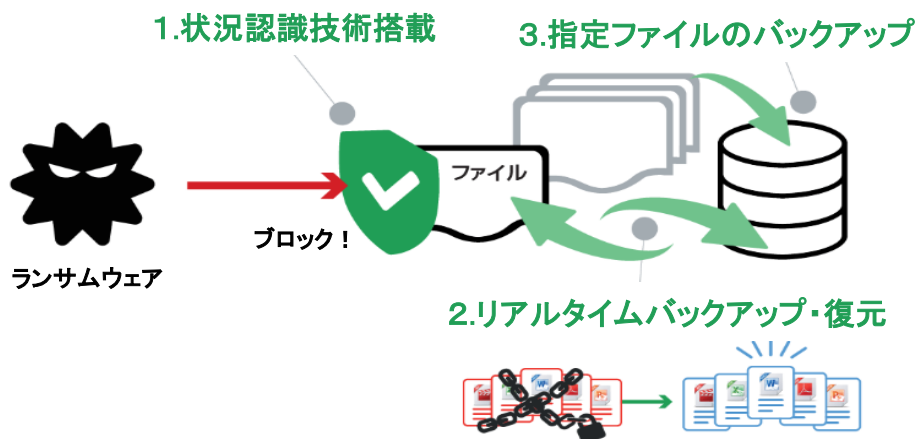 1.状況認識技術搭載
3.指定ファイルのバックアップ
ファイル
ブロック！
ランサムウェア
2.リアルタイムバックアップ・復元